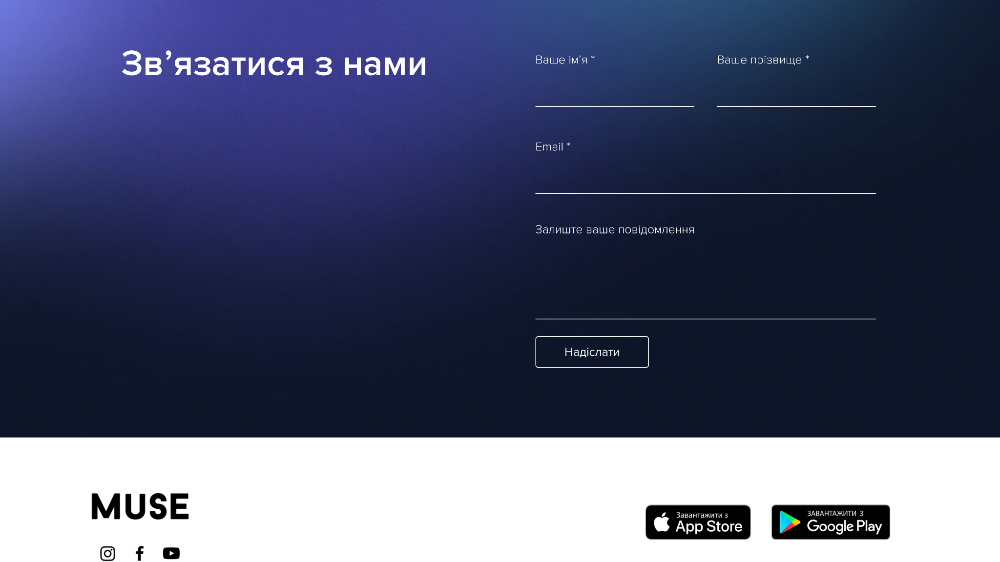 Зв’язатися з нами
Ваше ім’я *
Ваше прізвище *
Email *
Залиште ваше повідомлення
Надіслати
MUSE
Завантажити з
App Store
ЗАВАНТАЖИТИ З
Google Play